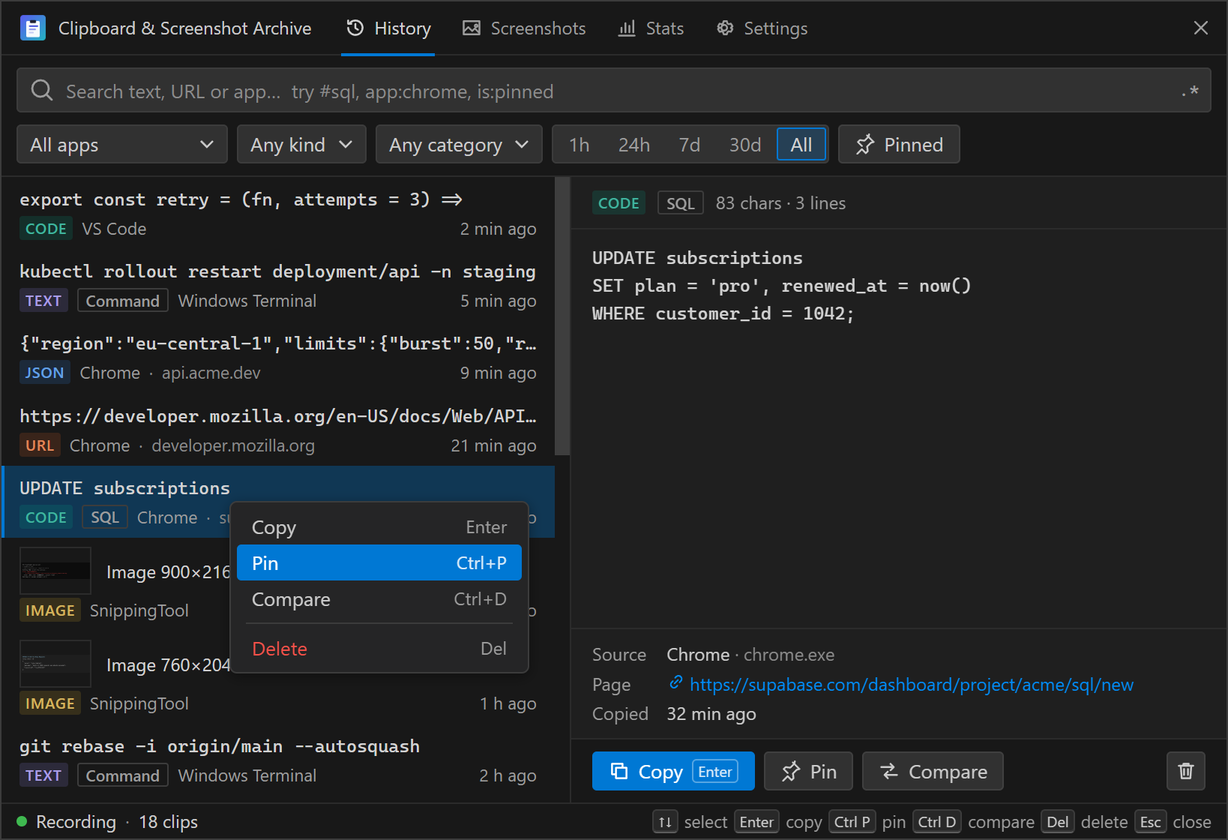 Clipboard & Screenshot Archive History Screenshots Stats Settings
Search text, URL or app... try #sql, app:chrome, is:pinned .*
All apps Any kind Any category 1h 24h 7d 30d All Pinned
export const retry = (fn, attempts = 3) =>
CODE VS Code 2 min ago
kubectl rollout restart deployment/api -n staging
TEXT Command Windows Terminal 5 min ago
{"region":"eu-central-1","limits":{"burst":50,"r…
JSON Chrome · api.acme.dev 9 min ago
https://developer.mozilla.org/en-US/docs/Web/API…
URL Chrome · developer.mozilla.org 21 min ago
UPDATE subscriptions
CODE SQL Chrome ·
Image 900×216
IMAGE SnippingTool
Image 760×204
IMAGE SnippingTool 1 h ago
git rebase -i origin/main --autosquash
TEXT Command Windows Terminal 2 h ago
Copy Enter
Pin Ctrl+P
Compare Ctrl+D
Delete Del
CODE SQL 83 chars · 3 lines
UPDATE subscriptions
SET plan = 'pro', renewed_at = now()
WHERE customer_id = 1042;
Source Chrome · chrome.exe
Page https://supabase.com/dashboard/project/acme/sql/new
Copied 32 min ago
Copy Enter Pin Compare
Recording · 18 clips ↑↓ select Enter copy Ctrl P pin Ctrl D compare Del delete Esc close